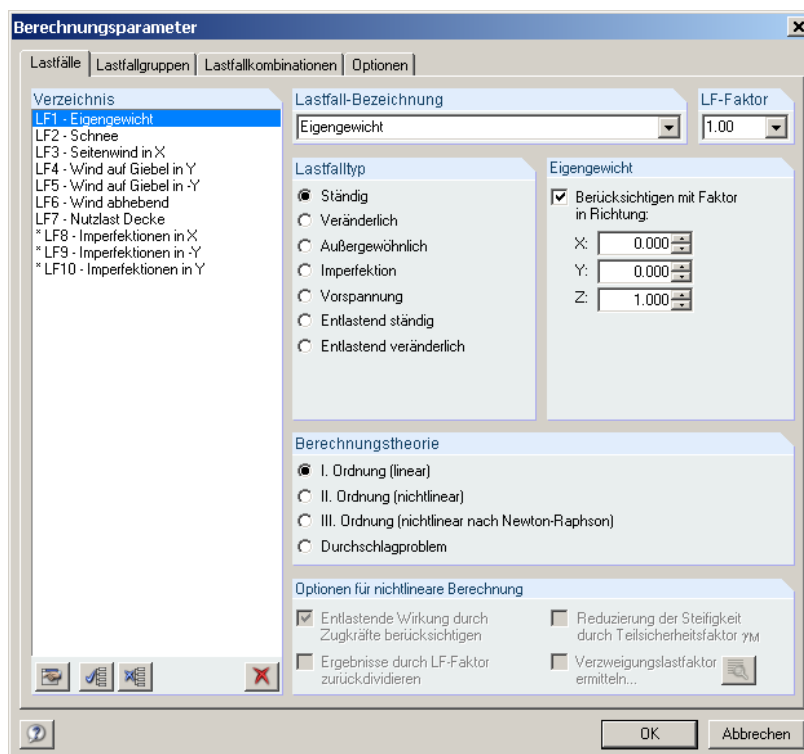 Berechnungsparameter
Lastfälle
Lastfallgruppen
Lastfallkombinationen
Optionen
Verzeichnis
LF1 - Eigengewicht
LF2 - Schnee
LF3 - Seitenwind in X
LF4 - Wind auf Giebel in Y
LF5 - Wind auf Giebel in -Y
LF6 - Wind abhebend
LF7 - Nutzlast Decke
* LF8 - Imperfektionen in X
* LF9 - Imperfektionen in -Y
* LF10 - Imperfektionen in Y
Lastfall-Bezeichnung
Eigengewicht
LF-Faktor
1.00
Lastfalltyp
Ständig
Veränderlich
Außergewöhnlich
Imperfektion
Vorspannung
Entlastend ständig
Entlastend veränderlich
Eigengewicht
Berücksichtigen mit Faktor
in Richtung:
X: 0.000
Y: 0.000
Z: 1.000
Berechnungstheorie
I. Ordnung (linear)
II. Ordnung (nichtlinear)
III. Ordnung (nichtlinear nach Newton-Raphson)
Durchschlagproblem
Optionen für nichtlineare Berechnung
Entlastende Wirkung durch
Zugkräfte berücksichtigen
Ergebnisse durch LF-Faktor
zurückdividieren
Reduzierung der Steifigkeit
durch Teilsicherheitsfaktor γM
Verzweigungslastfaktor
ermitteln...
OK
Abbrechen